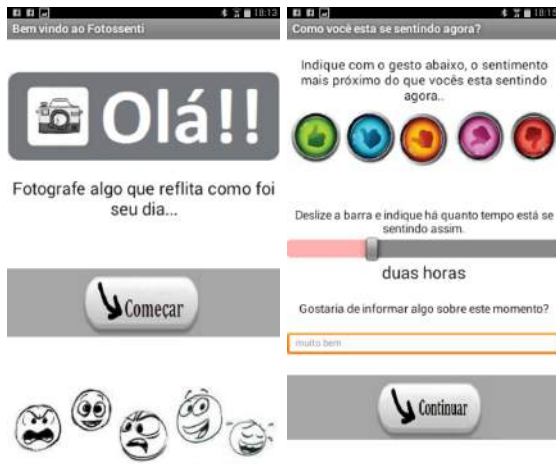 18:13
Bem vindo ao Fotossenti
Olá!!
Fotografe algo que reflita como foi
seu dia...
Começar
18:15
Como você esta se sentindo agora?
Indique com o gesto abaixo, o sentimento
mais próximo do que vocês esta sentindo
agora..
Deslize a barra e indique há quanto tempo está se
sentindo assim.
duas horas
Gostaria de informar algo sobre este momento?
muito bem
Continuar